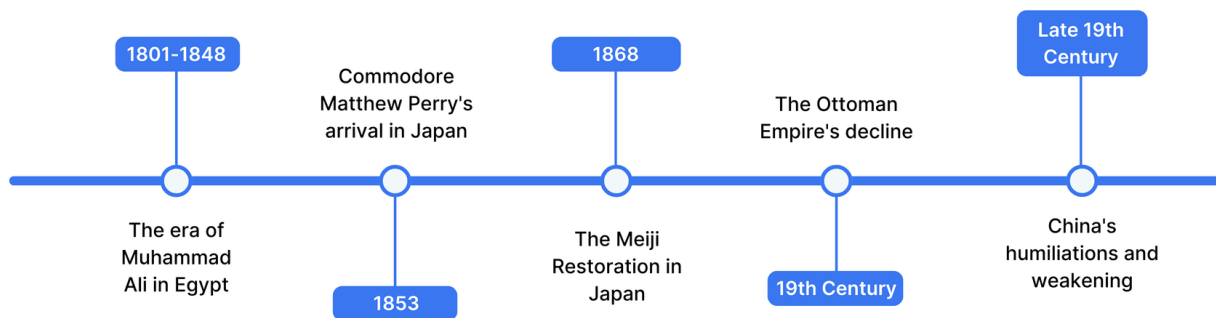 1801-1848
The era of
Muhammad
Ali in Egypt
Commodore
Matthew Perry's
arrival in Japan
1853
1868
The Meiji
Restoration in
Japan
The Ottoman
Empire's decline
19th Century
Late 19th
Century
China's
humiliations and
weakening